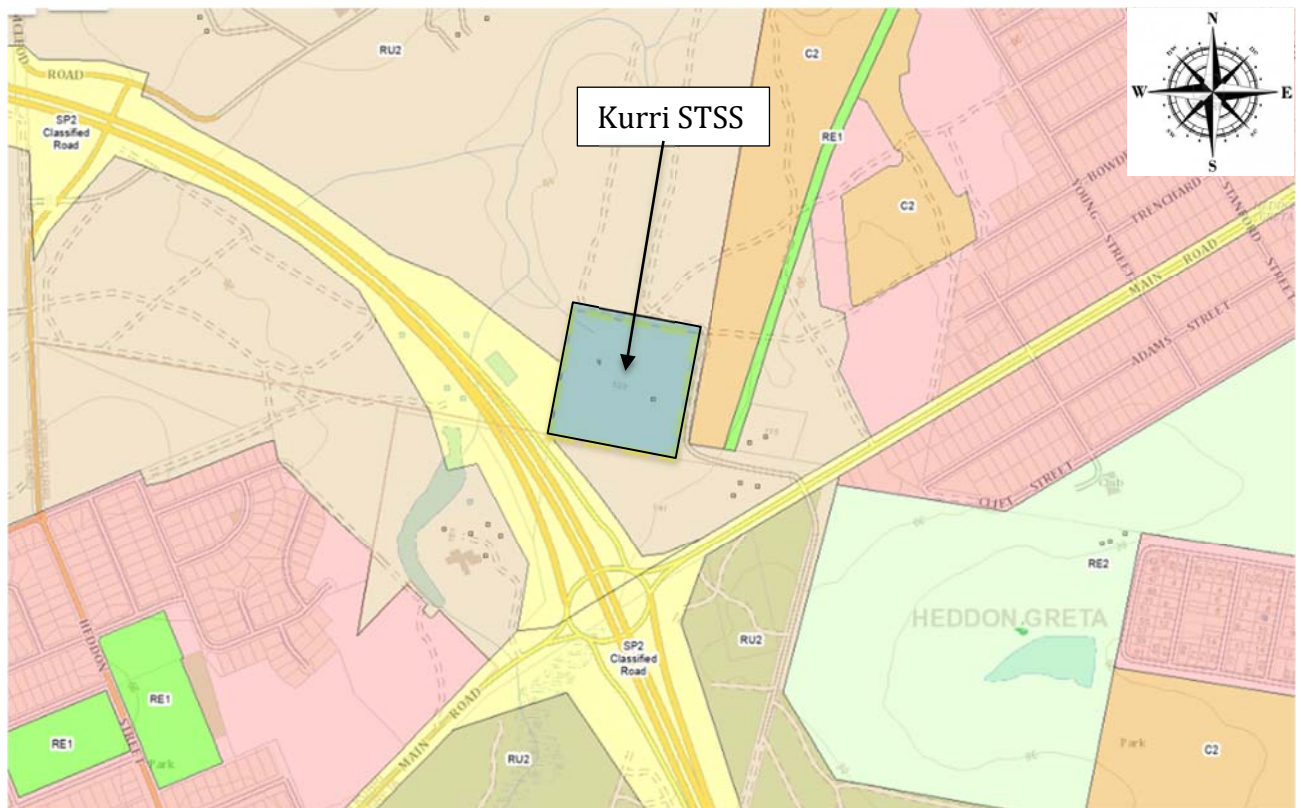 N
W
E
S
RU2
C2
ROAD
SP2
Classified
Road
Kurri STSS
RE1
C2
YOUNG STREET
TRENCHARD
STANFORD
STREET
MAIN ROAD
ADAMS STREET
CLIFT STREET
Club
RE2
HEDDON GRETA
HEDDON
STREET
RE1
RE1
Park
MAIN ROAD
SP2
Classified
Road
RU2
RU2
Park
C2